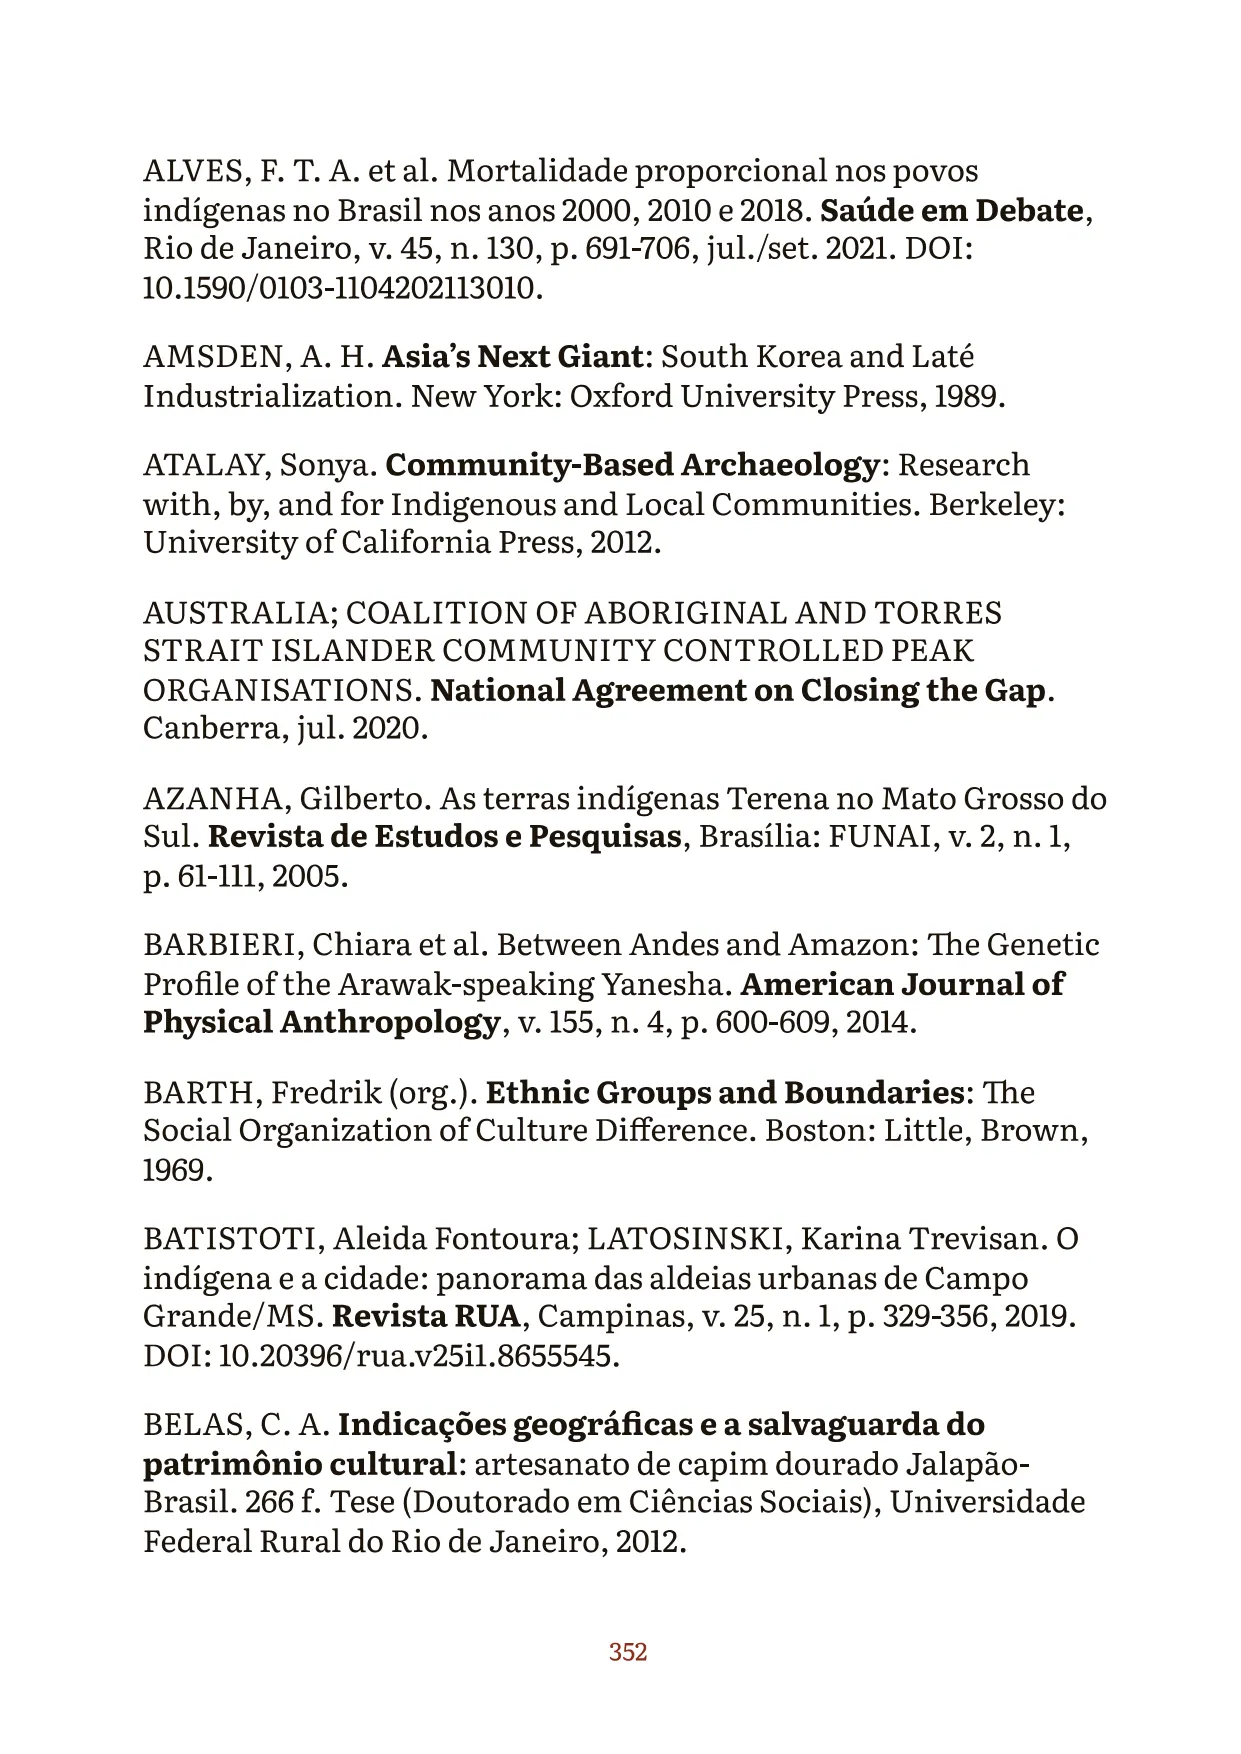 ALVES, F. T. A. et al. Mortalidade proporcional nos povos
indígenas no Brasil nos anos 2000, 2010 e 2018. Saúde em Debate,
Rio de Janeiro, v. 45, n. 130, p. 691-706, jul./set. 2021. DOI:
10.1590/0103-1104202113010.
AMSDEN, A. H. Asia’s Next Giant: South Korea and Laté
Industrialization. New York: Oxford University Press, 1989.
ATALAY, Sonya. Community-Based Archaeology: Research
with, by, and for Indigenous and Local Communities. Berkeley:
University of California Press, 2012.
AUSTRALIA; COALITION OF ABORIGINAL AND TORRES
STRAIT ISLANDER COMMUNITY CONTROLLED PEAK
ORGANISATIONS. National Agreement on Closing the Gap.
Canberra, jul. 2020.
AZANHA, Gilberto. As terras indígenas Terena no Mato Grosso do
Sul. Revista de Estudos e Pesquisas, Brasília: FUNAI, v. 2, n. 1,
p. 61-111, 2005.
BARBIERI, Chiara et al. Between Andes and Amazon: The Genetic
Profile of the Arawak-speaking Yanesha. American Journal of
Physical Anthropology, v. 155, n. 4, p. 600-609, 2014.
BARTH, Fredrik (org.). Ethnic Groups and Boundaries: The
Social Organization of Culture Difference. Boston: Little, Brown,
1969.
BATISTOTI, Aleida Fontoura; LATOSINSKI, Karina Trevisan. O
indígena e a cidade: panorama das aldeias urbanas de Campo
Grande/MS. Revista RUA, Campinas, v. 25, n. 1, p. 329-356, 2019.
DOI: 10.20396/rua.v25i1.8655545.
BELAS, C. A. Indicações geográficas e a salvaguarda do
patrimônio cultural: artesanato de capim dourado Jalapão-
Brasil. 266 f. Tese (Doutorado em Ciências Sociais), Universidade
Federal Rural do Rio de Janeiro, 2012.
352